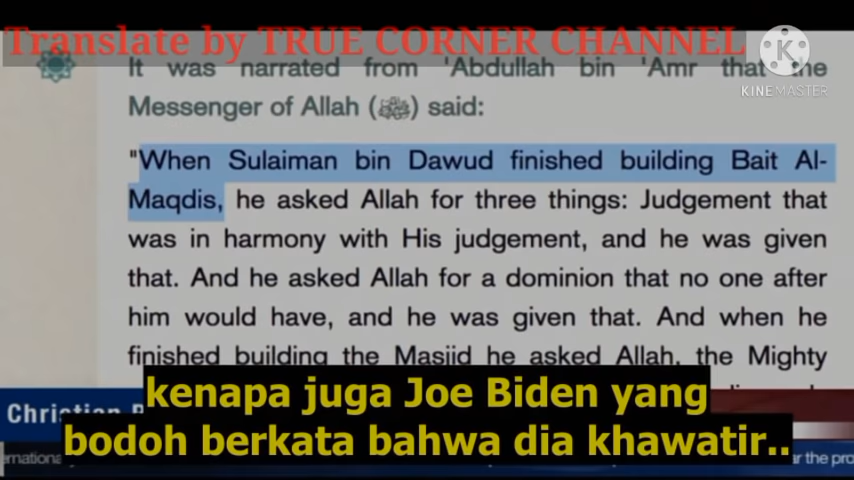 Translate by TRUE CORNER CHANNEL
KINEMASTER
It was narrated from 'Abdullah bin 'Amr that the
Messenger of Allah (ﷺ) said:
"When Sulaiman bin Dawud finished building Bait Al-
Maqdis, he asked Allah for three things: Judgement that
was in harmony with His judgement, and he was given
that. And he asked Allah for a dominion that no one after
him would have, and he was given that. And when he
finished building the Masjid he asked Allah, the Mighty
kenapa juga Joe Biden yang
Christian
bodoh berkata bahwa dia khawatir..